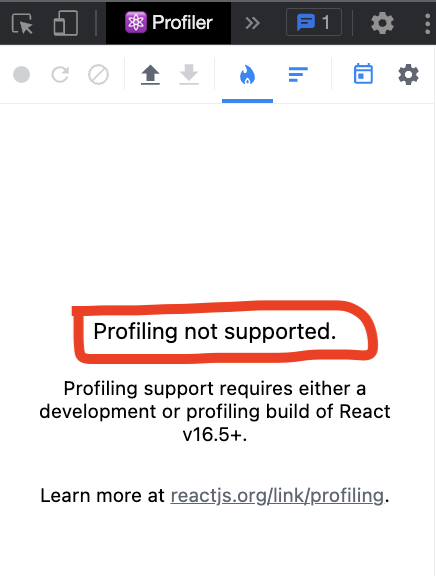 Profiler
1
Profiling not supported.
Profiling support requires either a
development or profiling build of React
v16.5+.
Learn more at reactjs.org/link/profiling.